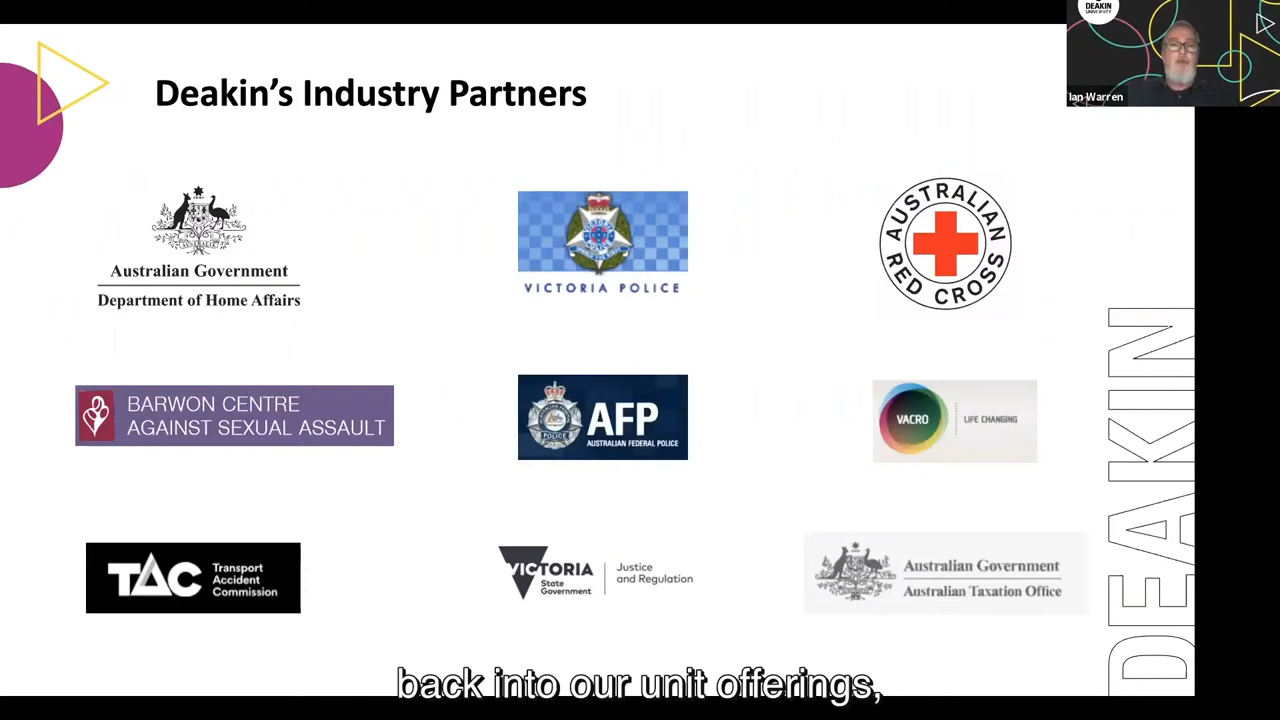 DEAKIN
UNIVERSITY
Ian Warren
Deakin's Industry Partners
Australian Government
Department of Home Affairs
VICTORIA POLICE
AUSTRALIAN
RED CROSS
BARWON CENTRE
AGAINST SEXUAL ASSAULT
AFP
AUSTRALIAN FEDERAL POLICE
VACRO
LIFE CHANGING
TAC
Transport
Accident
Commission
VICTORIA
State
Government
Justice
and Regulation
Australian Government
Australian Taxation Office
DEAKIN
back into our unit offerings,